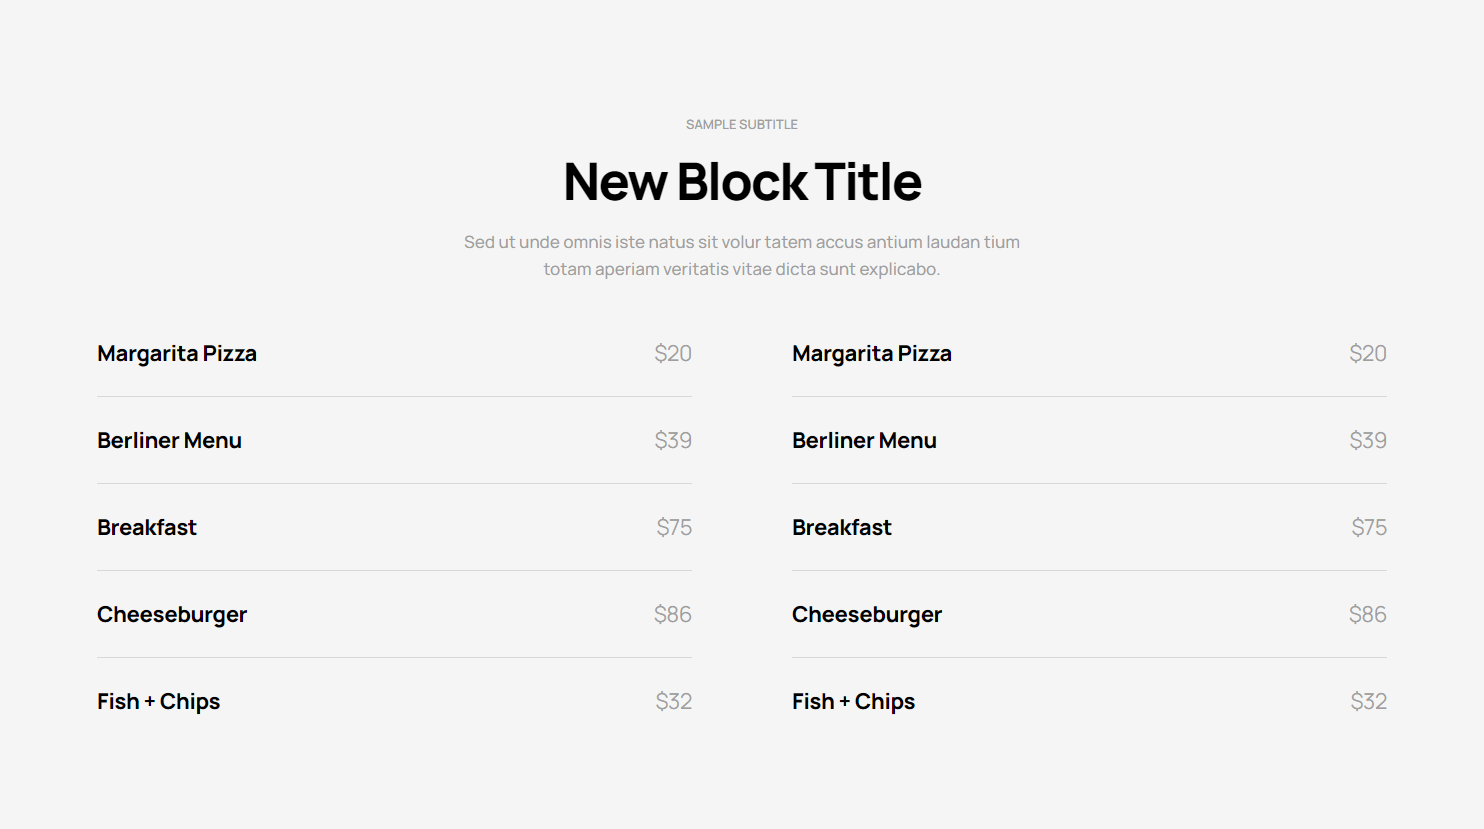 SAMPLE SUBTITLE
New Block Title
Sed ut unde omnis iste natus sit volur tatem accus antium laudan tium
totam aperiam veritatis vitae dicta sunt explicabo.
Margarita Pizza $20
Berliner Menu $39
Breakfast $75
Cheeseburger $86
Fish + Chips $32
Margarita Pizza $20
Berliner Menu $39
Breakfast $75
Cheeseburger $86
Fish + Chips $32